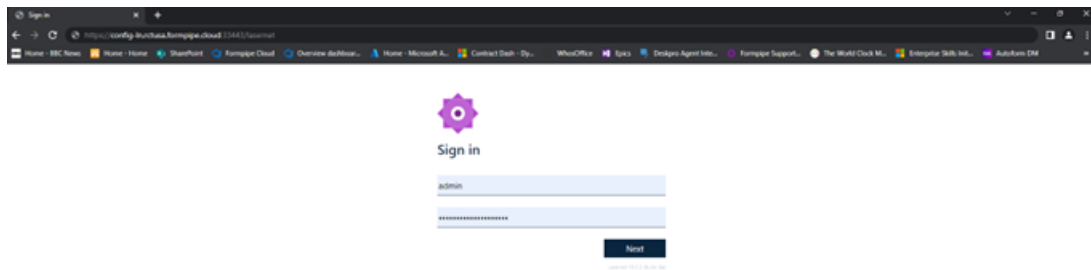 Sign in
https://config-lnrctusa.formpipe.cloud:33443/lasernet
Home - BBC News Home - Home SharePoint Formpipe Cloud Overview dashboar... Home - Microsoft A... Contract Dash - Dy... WhosOffice Epics Deskpro Agent Inte... Formpipe Support... The World Clock M... Enterprise Skills Init... Autoform DM
Sign in
admin
Next